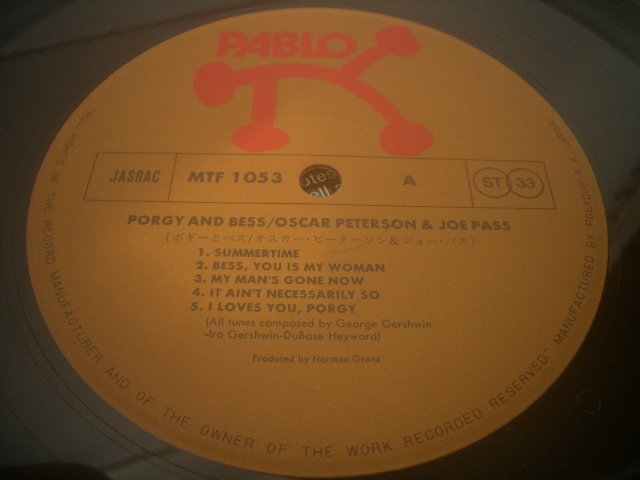 PABLO
JASRAC
MTF 1053
A
ST
33
PORGY AND BESS/OSCAR PETERSON & JOE PASS
(ポギーとベス/オスカー・ピーターソン&ジョー・パス)
1. SUMMERTIME
2. BESS, YOU IS MY WOMAN
3. MY MAN'S GONE NOW
4. IT AIN'T NECESSARILY SO
5. I LOVES YOU, PORGY
(All tunes composed by George Gershwin
-Ira Gershwin-DuBose Heyward)
Produced by Norman Granz
"ALL RIGHTS OF THE RECORD MANUFACTURER AND OF THE OWNER OF THE WORK RECORDED RESERVED" MANUFACTURED BY POLYDOR K. K. JAPAN